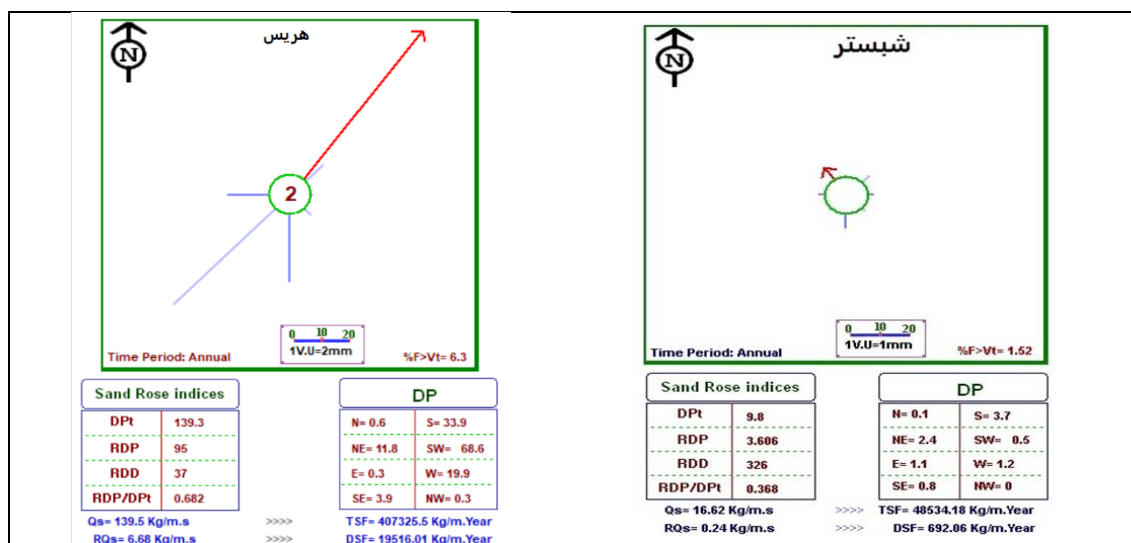 هریس
N
2
0 10 20
1V.U=2mm
Time Period: Annual
%F>Vt= 6.3
Sand Rose indices
DPt 139.3
RDP 95
RDD 37
RDP/DPt 0.682
DP
N= 0.6 S= 33.9
NE= 11.8 SW= 68.6
E= 0.3 W= 19.9
SE= 3.9 NW= 0.3
Qs= 139.5 Kg/m.s >>>> TSF= 407325.5 Kg/m.Year
RQs= 6.68 Kg/m.s >>>> DSF= 19516.01 Kg/m.Year
شبستر
N
0 10 20
1V.U=1mm
Time Period: Annual
%F>Vt= 1.52
Sand Rose indices
DPt 9.8
RDP 3.606
RDD 326
RDP/DPt 0.368
DP
N= 0.1 S= 3.7
NE= 2.4 SW= 0.5
E= 1.1 W= 1.2
SE= 0.8 NW= 0
Qs= 16.62 Kg/m.s >>>> TSF= 48534.18 Kg/m.Year
RQs= 0.24 Kg/m.s >>>> DSF= 692.06 Kg/m.Year